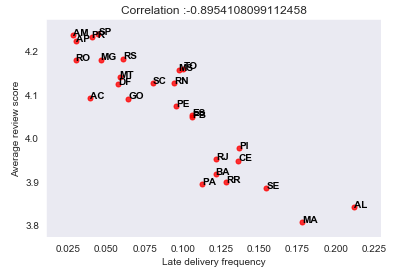 Correlation :-0.8954108099112458
Average review score
4.2
4.1
4.0
3.9
3.8
AM
SP
PR
AP
RO
MG
RS
TO
MS
MT
DF
SC
RN
AC
GO
PE
ES
PB
PI
RJ
CE
BA
PA
RR
SE
AL
MA
0.025 0.050 0.075 0.100 0.125 0.150 0.175 0.200 0.225
Late delivery frequency